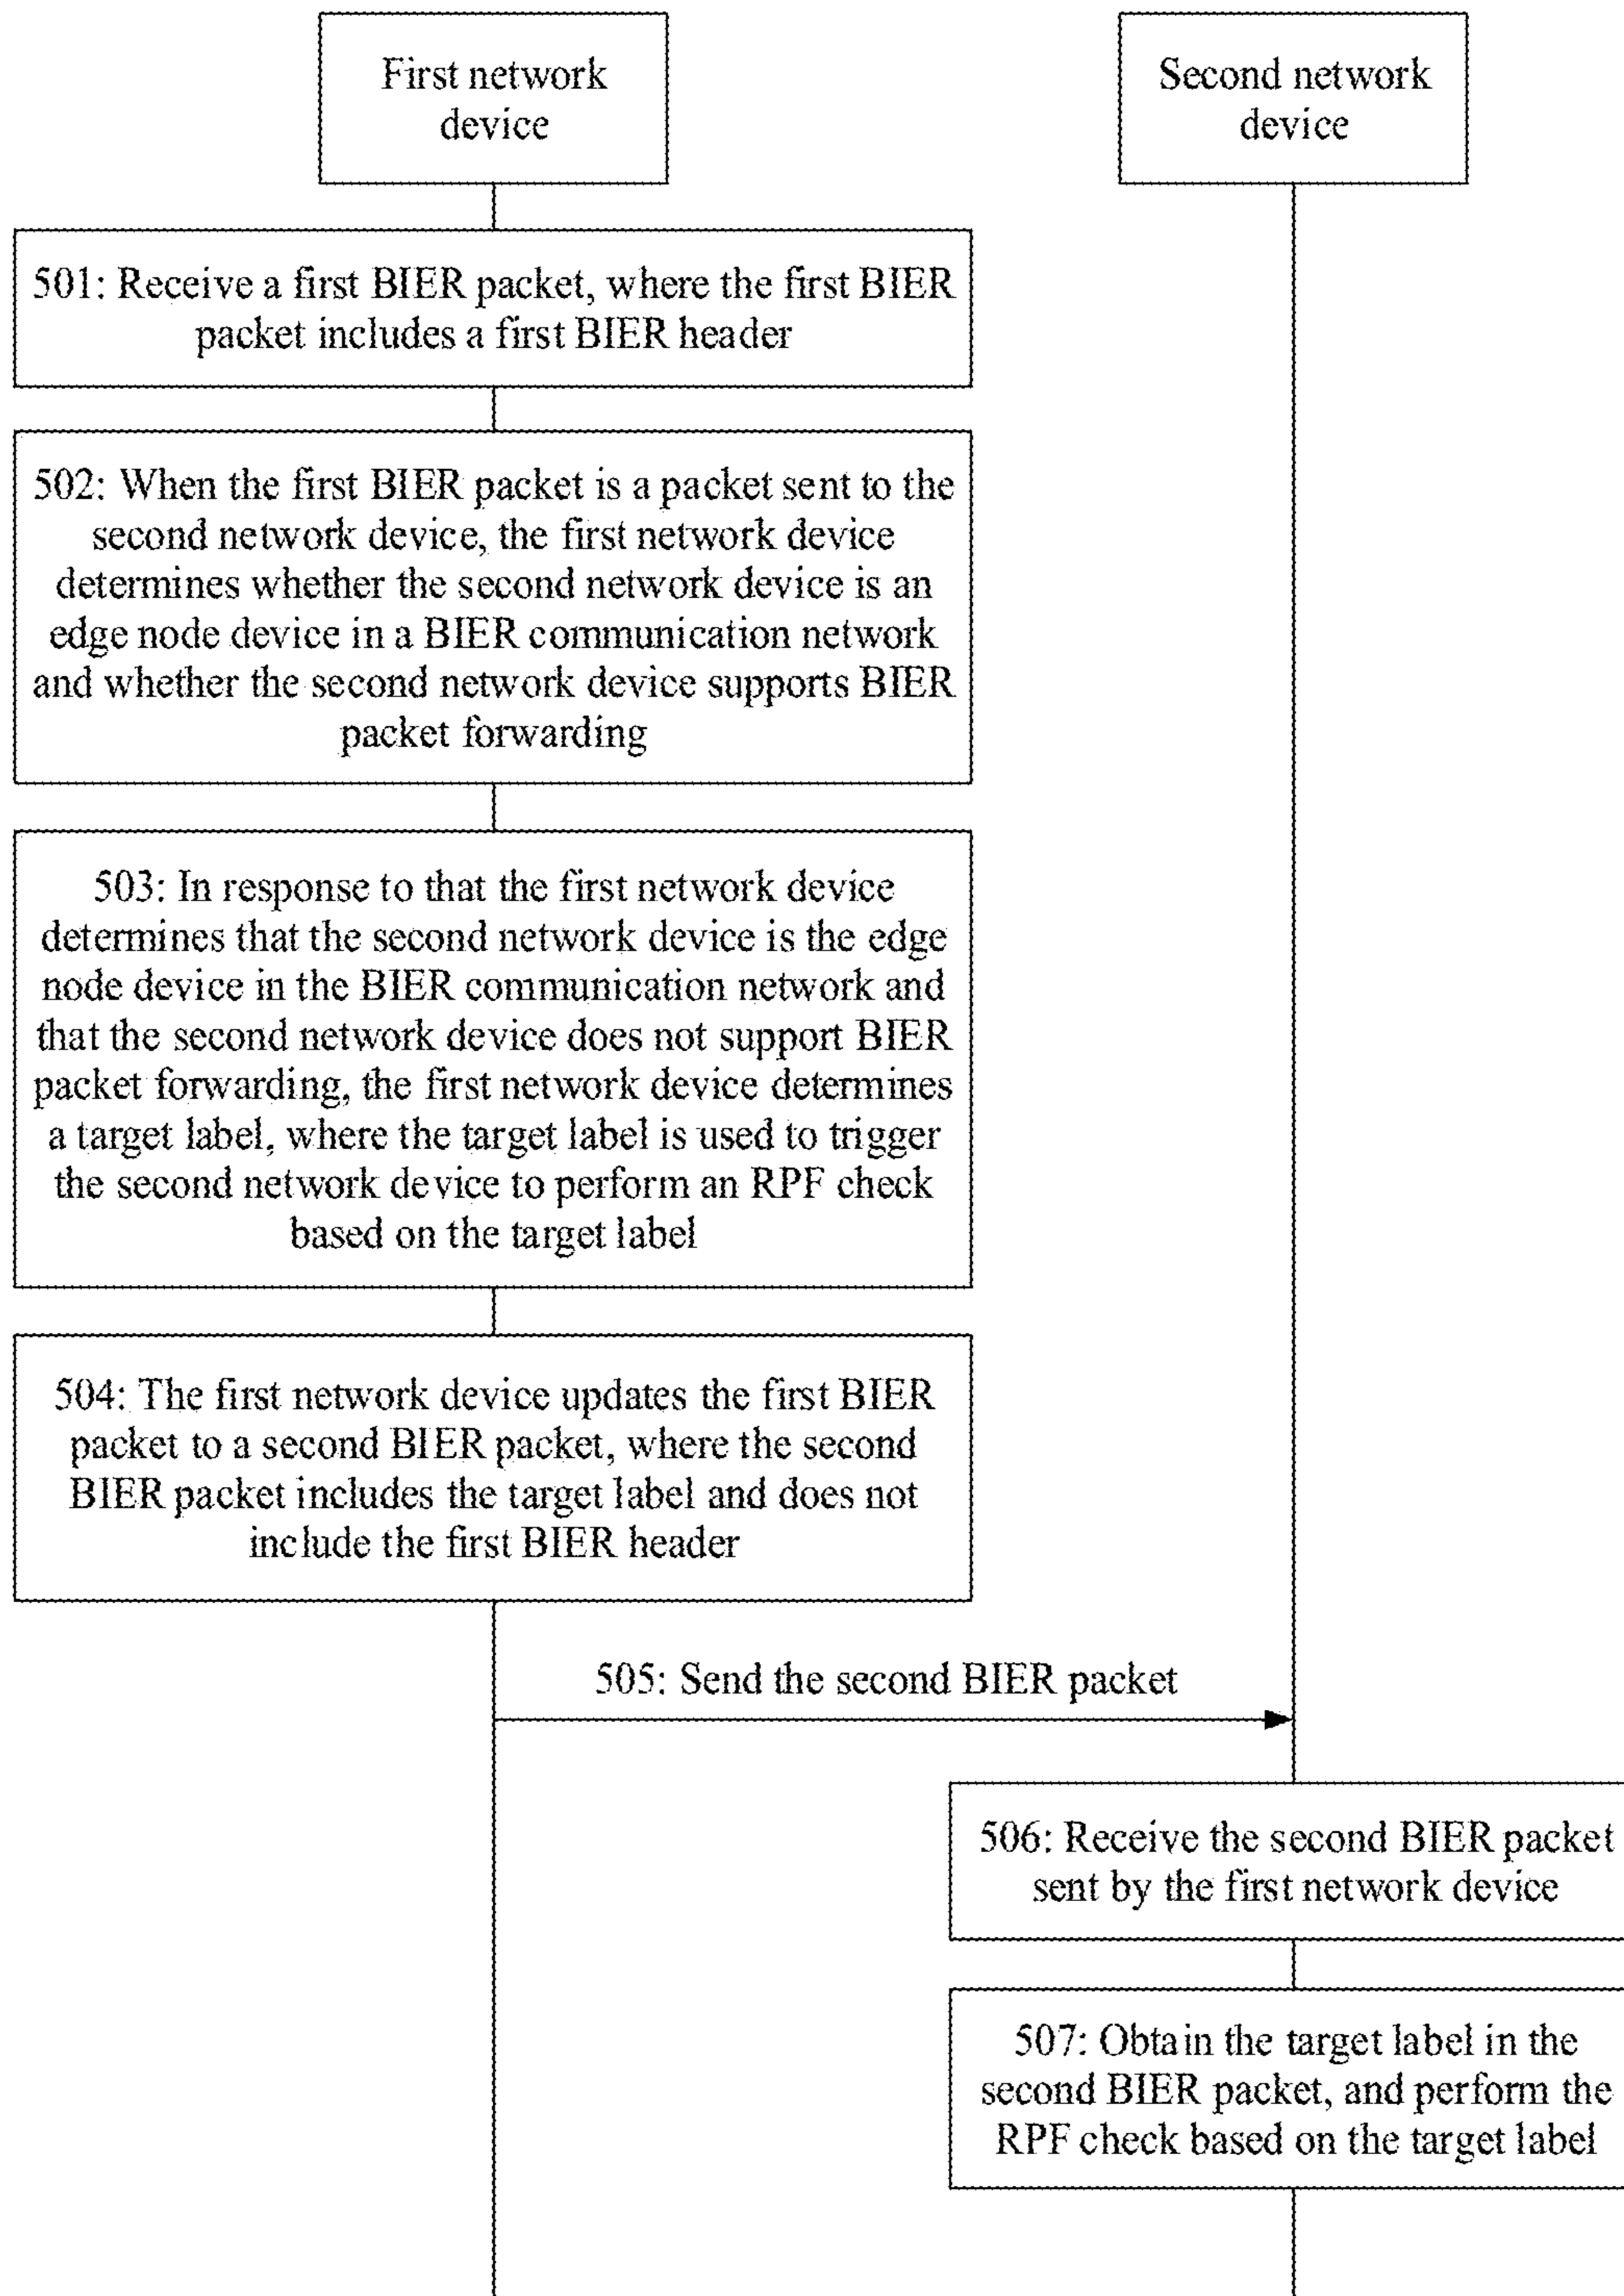 First network
device
Second network
device
501: Receive a first BIER packet, where the first BIER
packet includes a first BIER header
502: When the first BIER packet is a packet sent to the
second network device, the first network device
determines whether the second network device is an
edge node device in a BIER communication network
and whether the second network device supports BIER
packet forwarding
503: In response to that the first network device
determines that the second network device is the edge
node device in the BIER communication network and
that the second network device does not support BIER
packet forwarding, the first network device determines
a target label, where the target label is used to trigger
the second network device to perform an RPF check
based on the target label
504: The first network device updates the first BIER
packet to a second BIER packet, where the second
BIER packet includes the target label and does not
include the first BIER header
505: Send the second BIER packet
506: Receive the second BIER packet
sent by the first network device
507: Obtain the target label in the
second BIER packet, and perform the
RPF check based on the target label